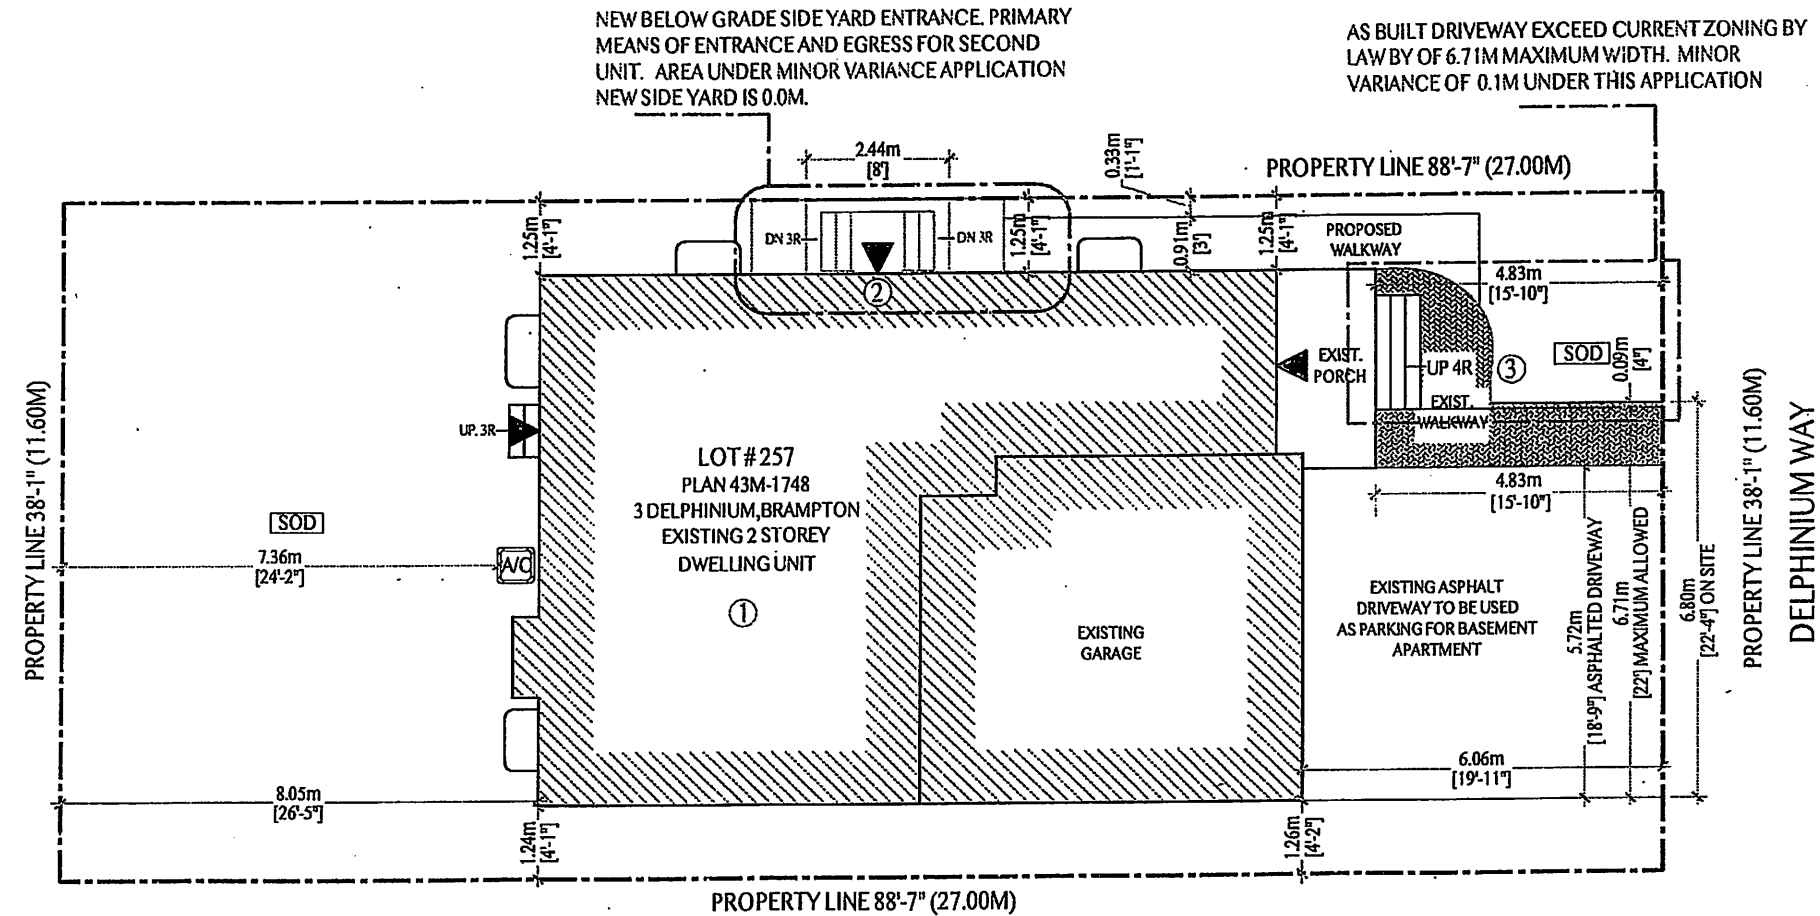 NEW BELOW GRADE SIDE YARD ENTRANCE. PRIMARY
MEANS OF ENTRANCE AND EGRESS FOR SECOND
UNIT. AREA UNDER MINOR VARIANCE APPLICATION
NEW SIDE YARD IS 0.0M.
AS BUILT DRIVEWAY EXCEED CURRENT ZONING BY
LAW BY OF 6.71M MAXIMUM WIDTH. MINOR
VARIANCE OF 0.1M UNDER THIS APPLICATION
2.44m
[8']
0.33m
[1'-1"]
PROPERTY LINE 88'-7" (27.00M)
1.25m
[4'-1"]
DN 3R
DN 3R
1.25m
[4'-1"]
0.91m
[3']
1.25m
[4'-1"]
PROPOSED
WALKWAY
4.83m
[15'-10"]
2
EXIST.
PORCH
UP 4R
3
SOD
0.09m
[4"]
EXIST.
WALKWAY
UP. 3R
PROPERTY LINE 38'-1" (11.60M)
LOT # 257
PLAN 43M-1748
3 DELPHINIUM,BRAMPTON
EXISTING 2 STOREY
DWELLING UNIT
1
SOD
7.36m
[24'-2"]
A/C
4.83m
[15'-10"]
EXISTING
GARAGE
EXISTING ASPHALT
DRIVEWAY TO BE USED
AS PARKING FOR BASEMENT
APARTMENT
5.72m
[18'-9"] ASPHALTED DRIVEWAY
6.71m
[22'] MAXIMUM ALLOWED
6.80m
[22'-4"] ON SITE
PROPERTY LINE 38'-1" (11.60M)
DELPHINIUM WAY
6.06m
[19'-11"]
8.05m
[26'-5"]
1.24m
[4'-1"]
1.26m
[4'-2"]
PROPERTY LINE 88'-7" (27.00M)